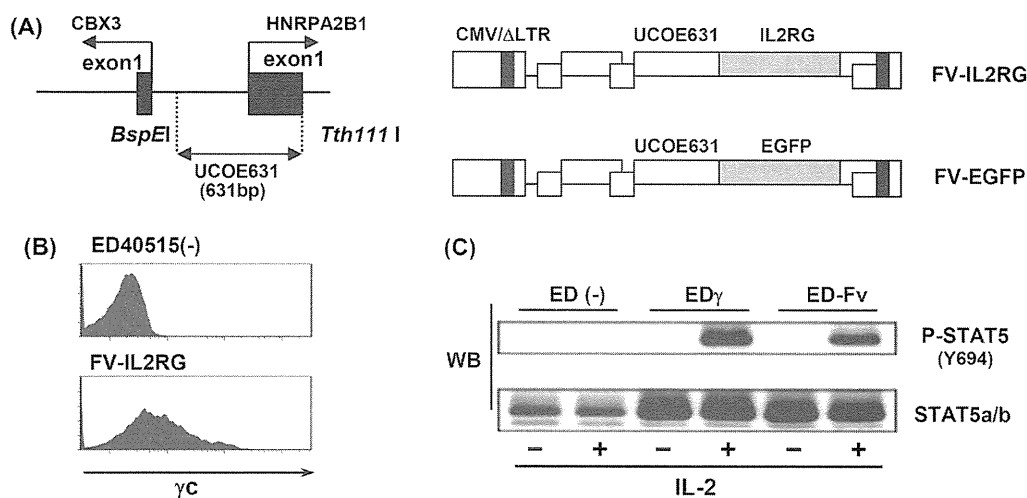 (A)
CBX3
HNRPA2B1
exon1
exon1
BspEI
Tth111 I
UCOE631
(631bp)
CMV/ΔLTR
UCOE631
IL2RG
FV-IL2RG
UCOE631
EGFP
FV-EGFP
(B)
ED40515(-)
FV-IL2RG
γc
(C)
ED (-)
EDγ
ED-Fv
WB
P-STAT5
(Y694)
STAT5a/b
− + − + − +
IL-2